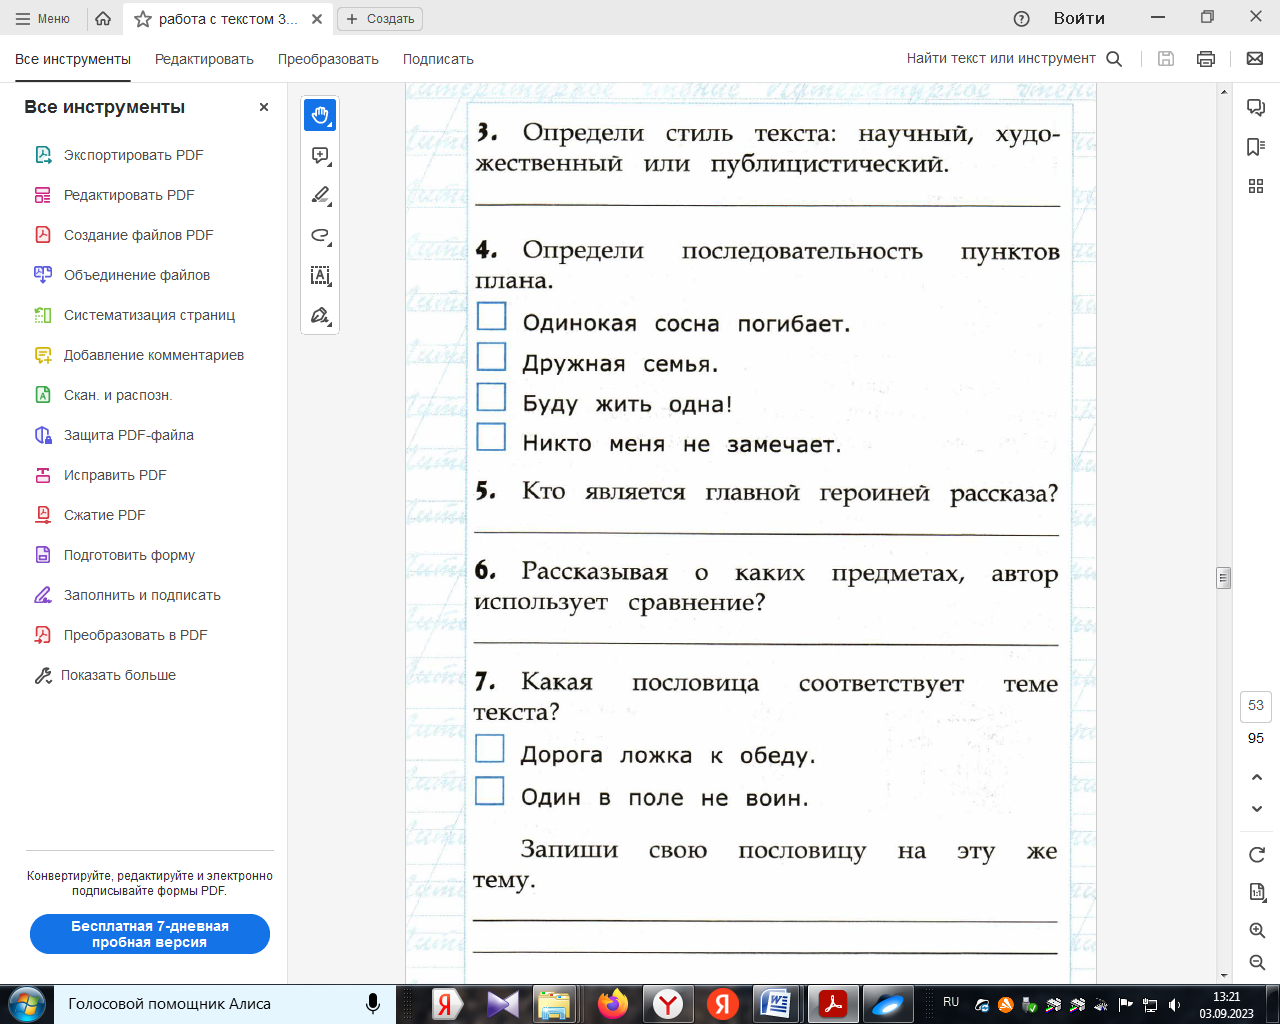 Меню
работа с текстом 3...
Создать
Войти
Все инструменты
Редактировать
Преобразовать
Подписать
Найти текст или инструмент
Все инструменты
Экспортировать PDF
Редактировать PDF
Создание файлов PDF
Объединение файлов
Систематизация страниц
Добавление комментариев
Скан. и распозн.
Защита PDF-файла
Исправить PDF
Сжатие PDF
Подготовить форму
Заполнить и подписать
Преобразовать в PDF
Показать больше
Конвертируйте, редактируйте и электронно
подписывайте формы PDF.
Бесплатная 7-дневная
пробная версия
литературное чтение литературное чтение
3. Определи стиль текста: научный, худо-
жественный или публицистический.
4. Определи последовательность пунктов
плана.
Одинокая сосна погибает.
Дружная семья.
Буду жить одна!
Никто меня не замечает.
5. Кто является главной героиней рассказа?
6. Рассказывая о каких предметах, автор
использует сравнение?
7. Какая пословица соответствует теме
текста?
Дорога ложка к обеду.
Один в поле не воин.
Запиши свою пословицу на эту же
тему.
53
95
1:1
Голосовой помощник Алиса
RU
13:21
03.09.2023